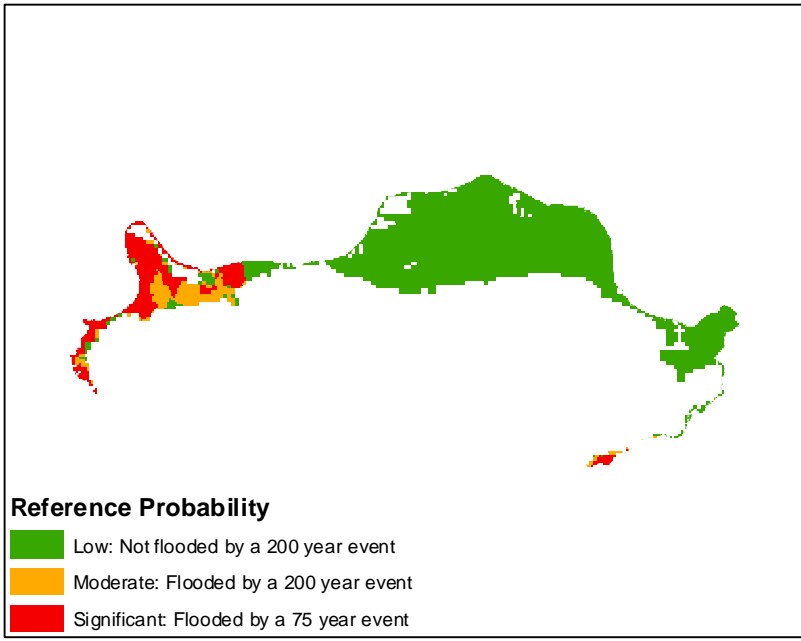 Reference Probability
Low: Not flooded by a 200 year event
Moderate: Flooded by a 200 year event
Significant: Flooded by a 75 year event